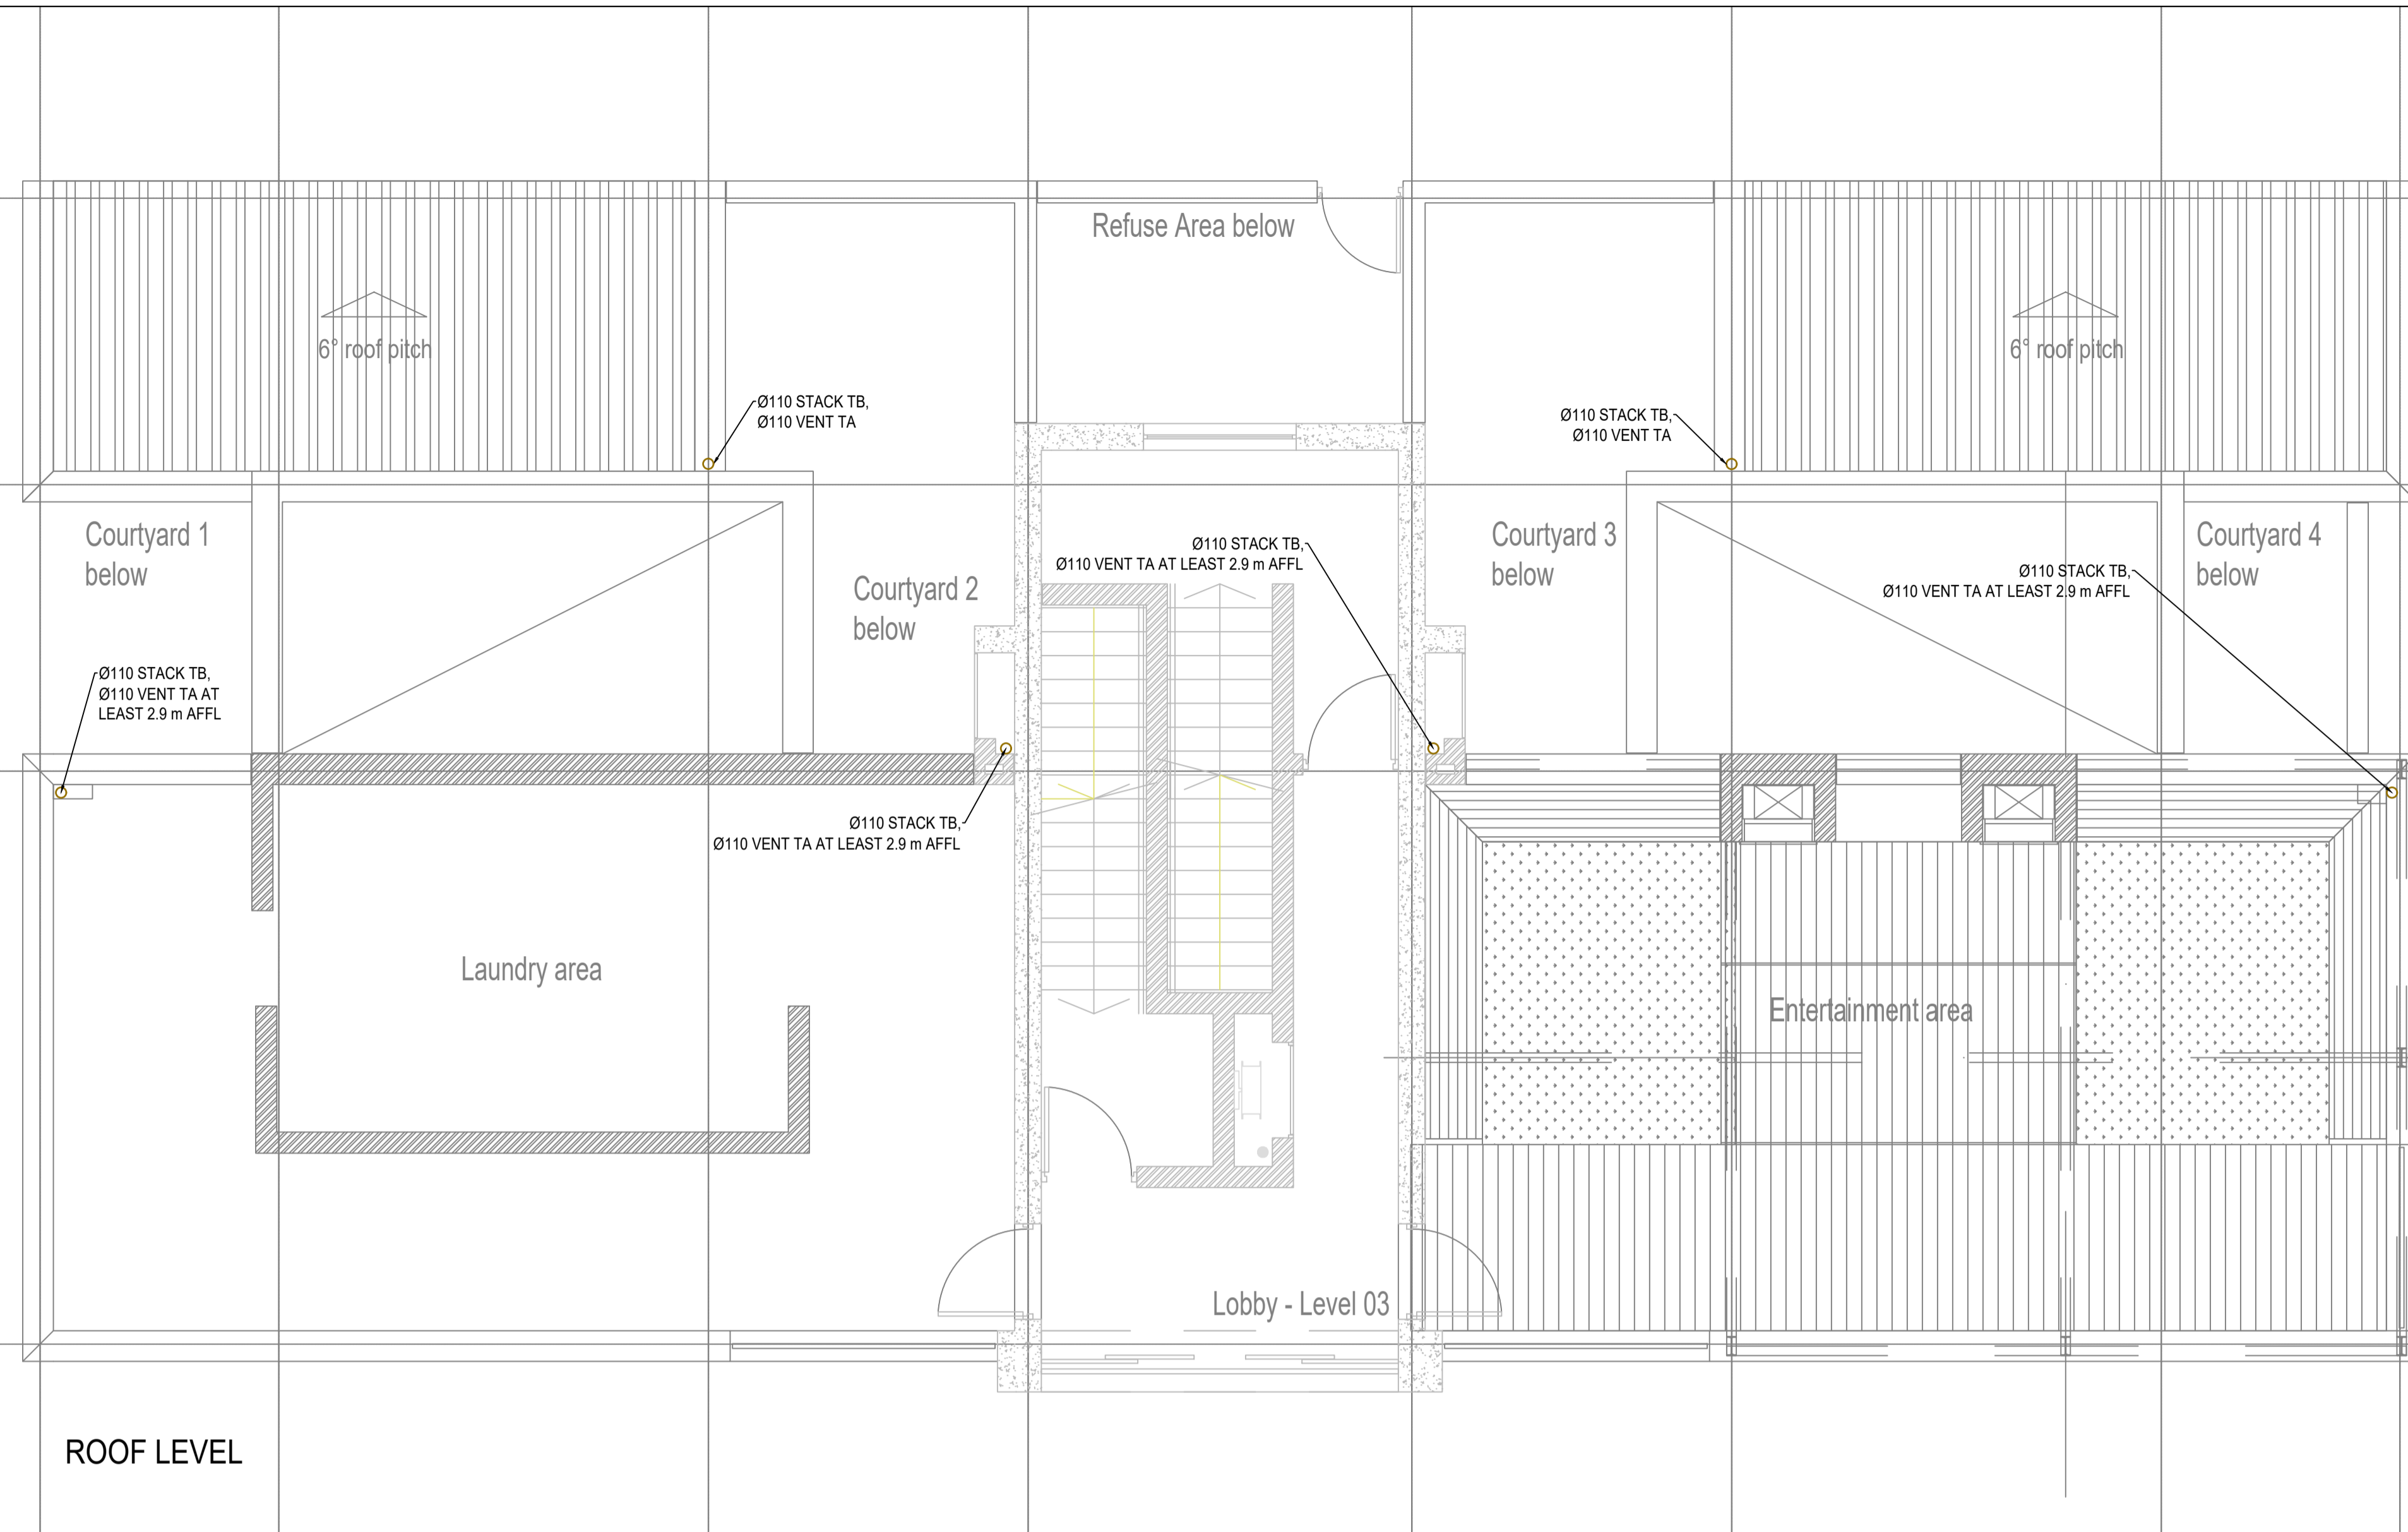 Refuse Area below
6° roof pitch
6° roof pitch
Ø110 STACK TB,
Ø110 VENT TA
Ø110 STACK TB,
Ø110 VENT TA
Courtyard 1
below
Courtyard 2
below
Ø110 STACK TB,
Ø110 VENT TA AT LEAST 2.9 m AFFL
Courtyard 3
below
Ø110 STACK TB,
Ø110 VENT TA AT LEAST 2.9 m AFFL
Courtyard 4
below
Ø110 STACK TB,
Ø110 VENT TA AT
LEAST 2.9 m AFFL
Ø110 STACK TB,
Ø110 VENT TA AT LEAST 2.9 m AFFL
Laundry area
Entertainment area
Lobby - Level 03
ROOF LEVEL